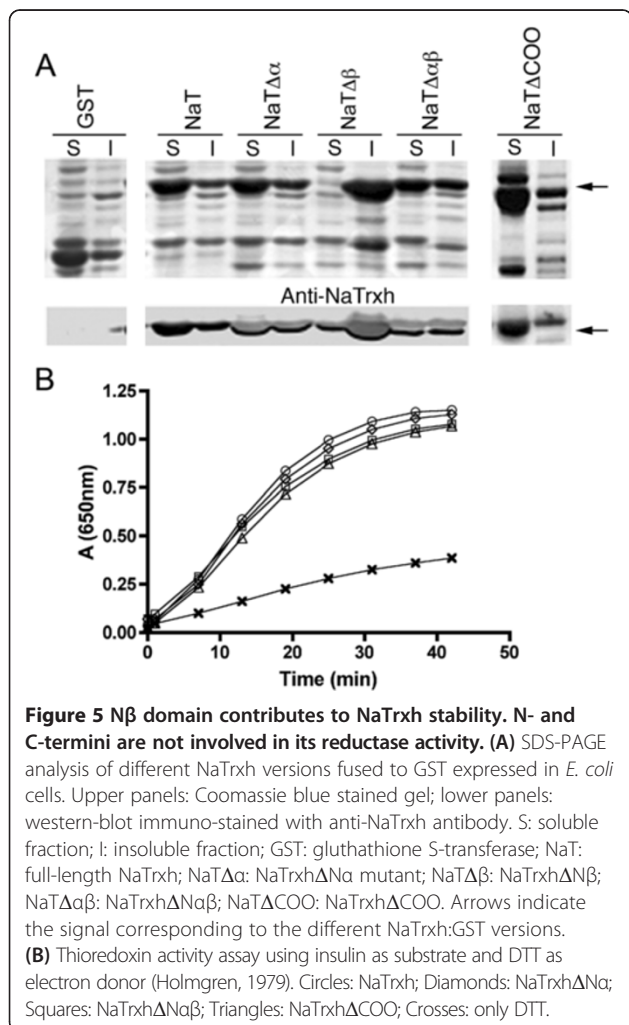 A
GST
NaT
NaTΔα
NaTΔβ
NaTΔαβ
NaTΔCOO
S I S I S I S I S I S I
Anti-NaTrxh
B
A (650nm)
1.25
1.00
0.75
0.50
0.25
0.00
0 10 20 30 40 50
Time (min)
Figure 5 Nβ domain contributes to NaTrxh stability. N- and
C-termini are not involved in its reductase activity. (A) SDS-PAGE
analysis of different NaTrxh versions fused to GST expressed in E. coli
cells. Upper panels: Coomassie blue stained gel; lower panels:
western-blot immuno-stained with anti-NaTrxh antibody. S: soluble
fraction; I: insoluble fraction; GST: gluthathione S-transferase; NaT:
full-length NaTrxh; NaTΔα: NaTrxhΔNα mutant; NaTΔβ: NaTrxhΔNβ;
NaTΔαβ: NaTrxhΔNαβ; NaTΔCOO: NaTrxhΔCOO. Arrows indicate
the signal corresponding to the different NaTrxh:GST versions.
(B) Thioredoxin activity assay using insulin as substrate and DTT as
electron donor (Holmgren, 1979). Circles: NaTrxh; Diamonds: NaTrxhΔNα;
Squares: NaTrxhΔNαβ; Triangles: NaTrxhΔCOO; Crosses: only DTT.